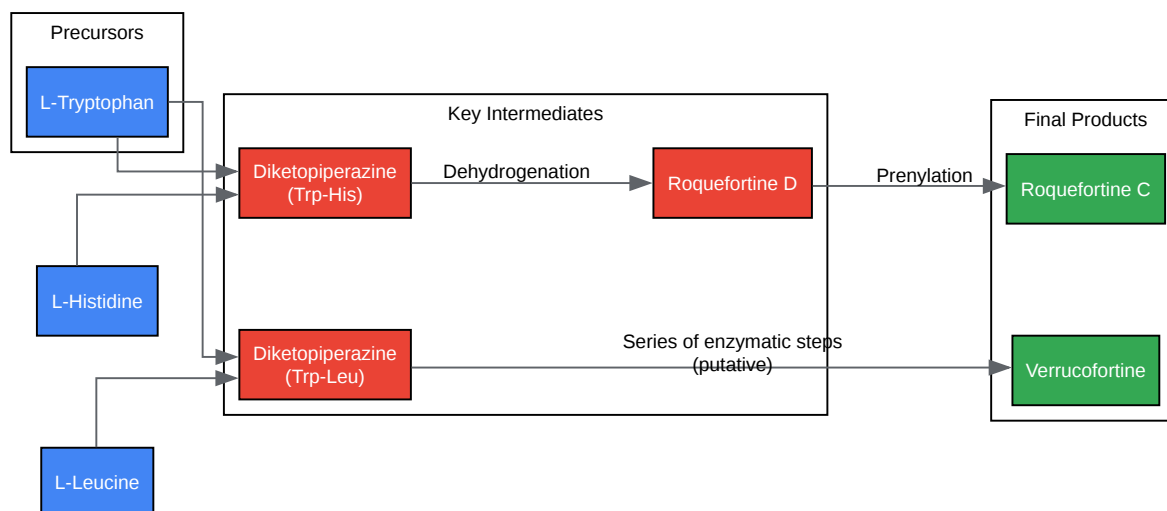 Precursors
L-Tryptophan
Key Intermediates
Final Products
Diketopiperazine
(Trp-His)
Dehydrogenation
Roquefortine D
Prenylation
Roquefortine C
L-Histidine
Diketopiperazine
(Trp-Leu)
Series of enzymatic steps
(putative)
Verrucofortine
L-Leucine